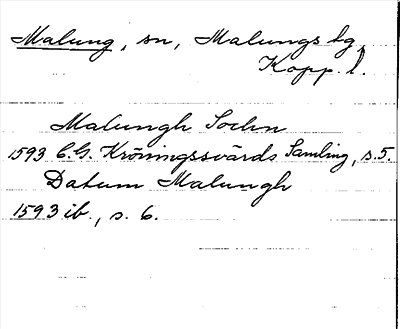 Malung, sn, Malungs tg,
Kopp. l.
Malungh Sochn
1593 C.G. Kröningssvärds Samling, s. 5.
Datum Malungh
1593 ib., s. 6.